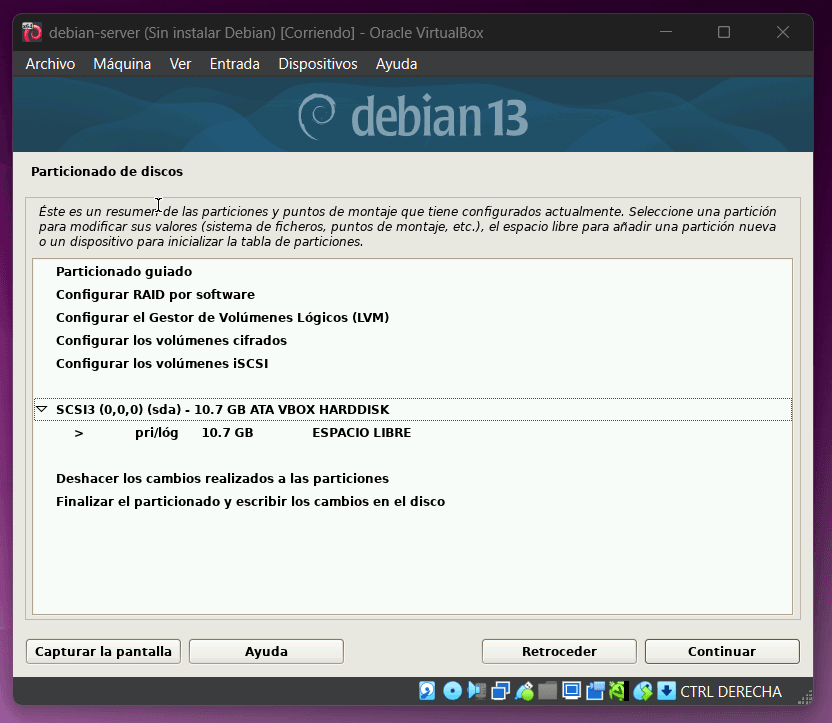 debian-server (Sin instalar Debian) [Corriendo] - Oracle VirtualBox
Archivo Máquina Ver Entrada Dispositivos Ayuda
debian 13
Particionado de discos
Éste es un resumen de las particiones y puntos de montaje que tiene configurados actualmente. Seleccione una partición
para modificar sus valores (sistema de ficheros, puntos de montaje, etc.), el espacio libre para añadir una partición nueva
o un dispositivo para inicializar la tabla de particiones.
Particionado guiado
Configurar RAID por software
Configurar el Gestor de Volúmenes Lógicos (LVM)
Configurar los volúmenes cifrados
Configurar los volúmenes iSCSI
SCSI3 (0,0,0) (sda) - 10.7 GB ATA VBOX HARDDISK
> pri/lóg 10.7 GB ESPACIO LIBRE
Deshacer los cambios realizados a las particiones
Finalizar el particionado y escribir los cambios en el disco
Capturar la pantalla Ayuda Retroceder Continuar
CTRL DERECHA